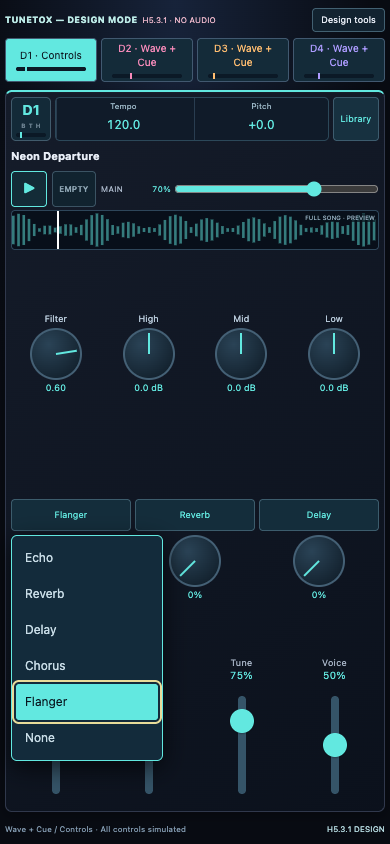 TUNETOX — DESIGN MODE H5.3.1 · NO AUDIO
Design tools
D1 · Controls
D2 · Wave +
Cue
D3 · Wave +
Cue
D4 · Wave +
Cue
D1
B T H
Tempo
120.0
Pitch
+0.0
Library
Neon Departure
EMPTY
MAIN
70%
FULL SONG · PREVIEW
Filter
High
Mid
Low
0.60
0.0 dB
0.0 dB
0.0 dB
Flanger
Reverb
Delay
Echo
Reverb
Delay
Chorus
Flanger
None
0%
0%
Tune
75%
Voice
50%
Wave + Cue / Controls · All controls simulated
H5.3.1 DESIGN